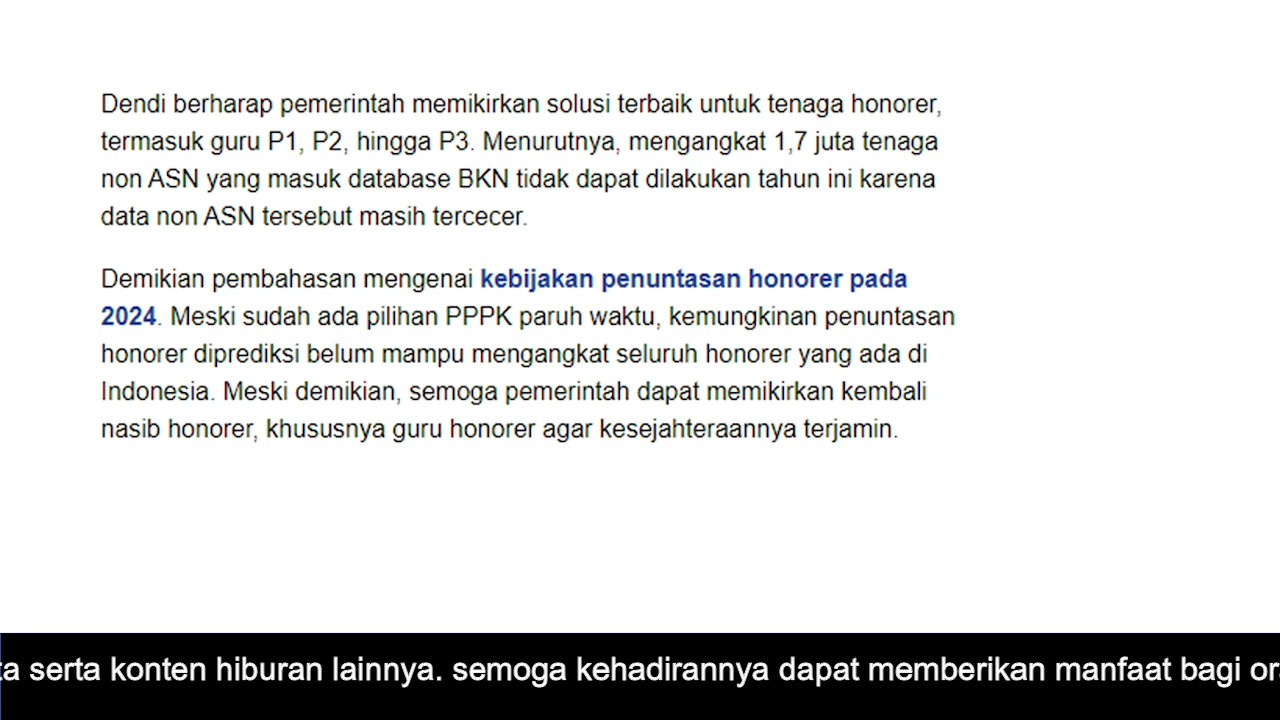 Dendi berharap pemerintah memikirkan solusi terbaik untuk tenaga honorer,
termasuk guru P1, P2, hingga P3. Menurutnya, mengangkat 1,7 juta tenaga
non ASN yang masuk database BKN tidak dapat dilakukan tahun ini karena
data non ASN tersebut masih tercecer.
Demikian pembahasan mengenai kebijakan penuntasan honorer pada
2024. Meski sudah ada pilihan PPPK paruh waktu, kemungkinan penuntasan
honorer diprediksi belum mampu mengangkat seluruh honorer yang ada di
Indonesia. Meski demikian, semoga pemerintah dapat memikirkan kembali
nasib honorer, khususnya guru honorer agar kesejahteraannya terjamin.
serta konten hiburan lainnya. semoga kehadirannya dapat memberikan manfaat bagi